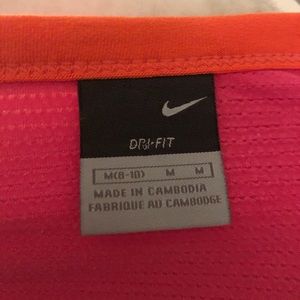 DRI-FIT
M(8-10) M M
MADE IN CAMBODIA
FABRIQUE AU CAMBODGE